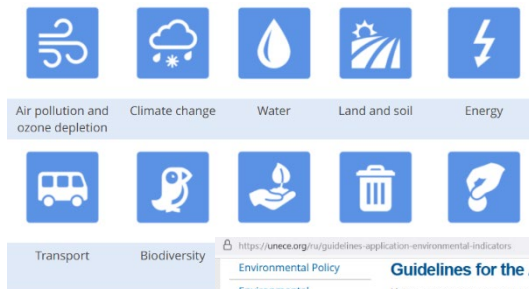 Air pollution and
ozone depletion
Climate change
Water
Land and soil
Energy
Transport
Biodiversity
https://unece.org/ru/guidelines-application-environmental-indicators
Environmental Policy
Guidelines for the
Environmental